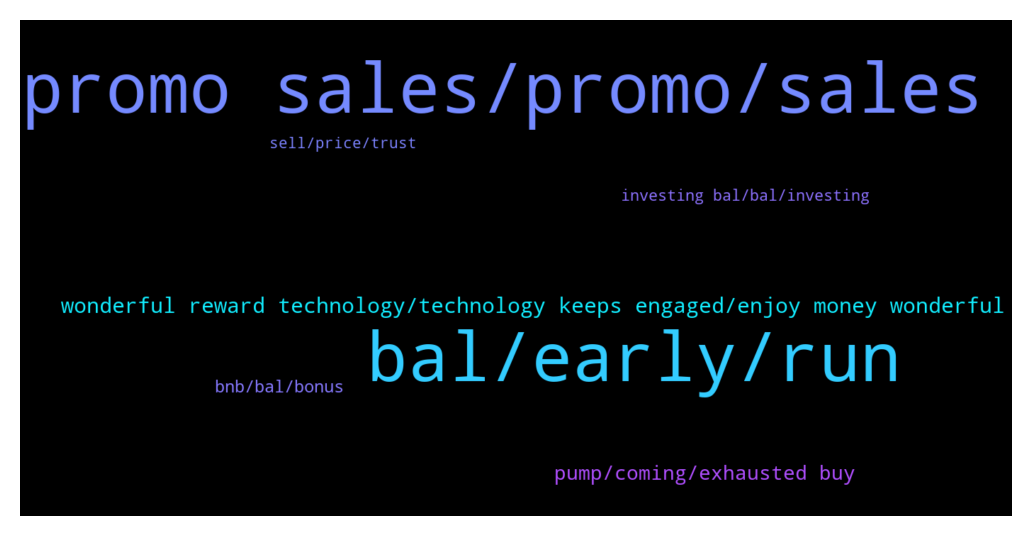 promo sales/promo/sales
sell/price/trust
investing bal/bal/investing
wonderful reward technology/technology keeps engaged/enjoy money wonderful
bal/early/run
bnb/bal/bonus
pump/coming/exhausted buy